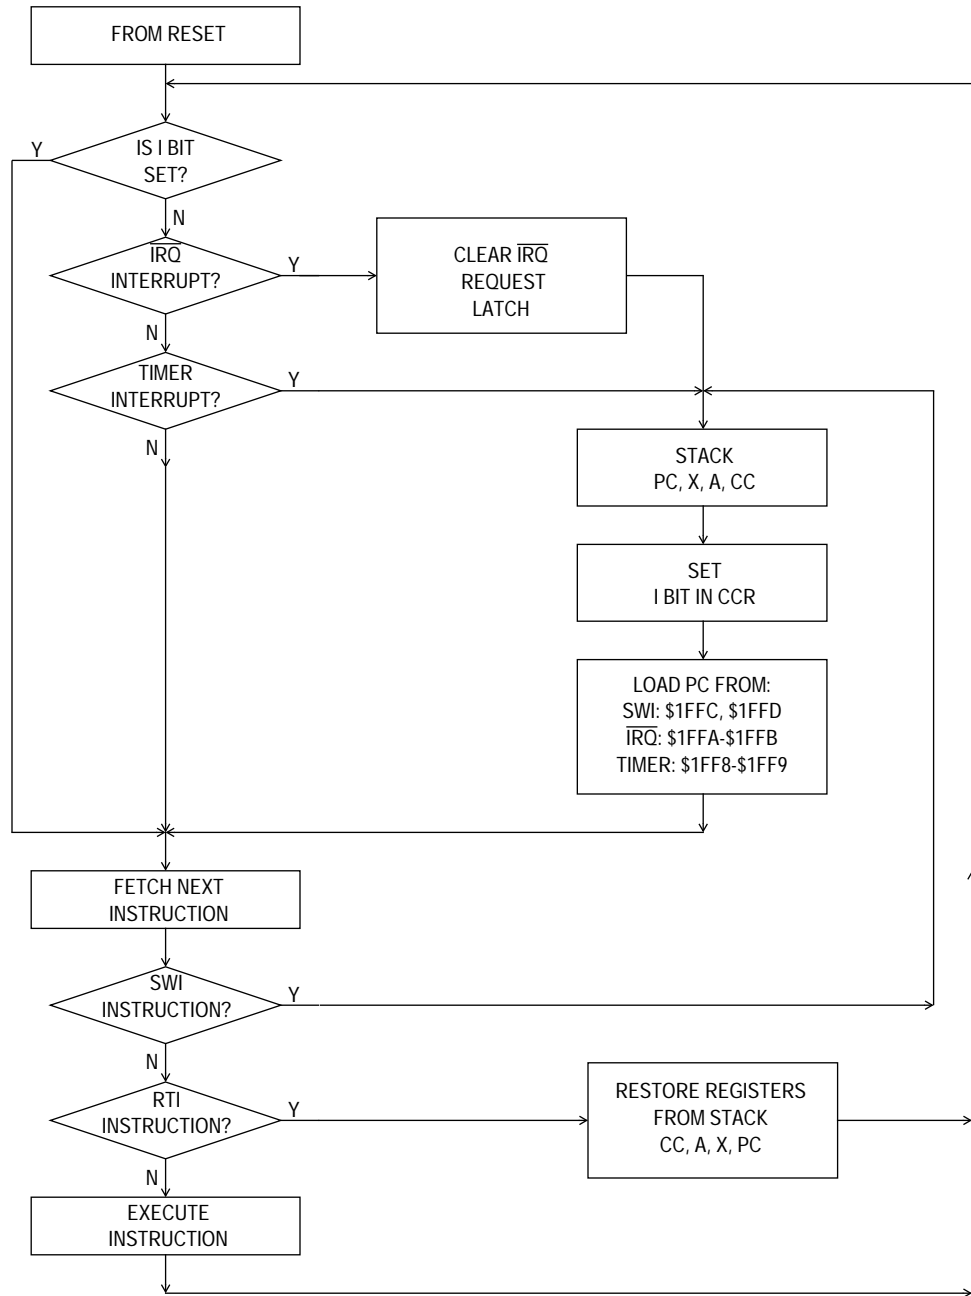 FROM RESET
Y
IS I BIT
SET?
N
IRQ
INTERRUPT?
Y
CLEAR IRQ
REQUEST
LATCH
N
TIMER
INTERRUPT?
Y
N
STACK
PC, X, A, CC
SET
I BIT IN CCR
LOAD PC FROM:
SWI: $1FFC, $1FFD
IRQ: $1FFA-$1FFB
TIMER: $1FF8-$1FF9
FETCH NEXT
INSTRUCTION
SWI
INSTRUCTION?
Y
N
RTI
INSTRUCTION?
Y
RESTORE REGISTERS
FROM STACK
CC, A, X, PC
N
EXECUTE
INSTRUCTION